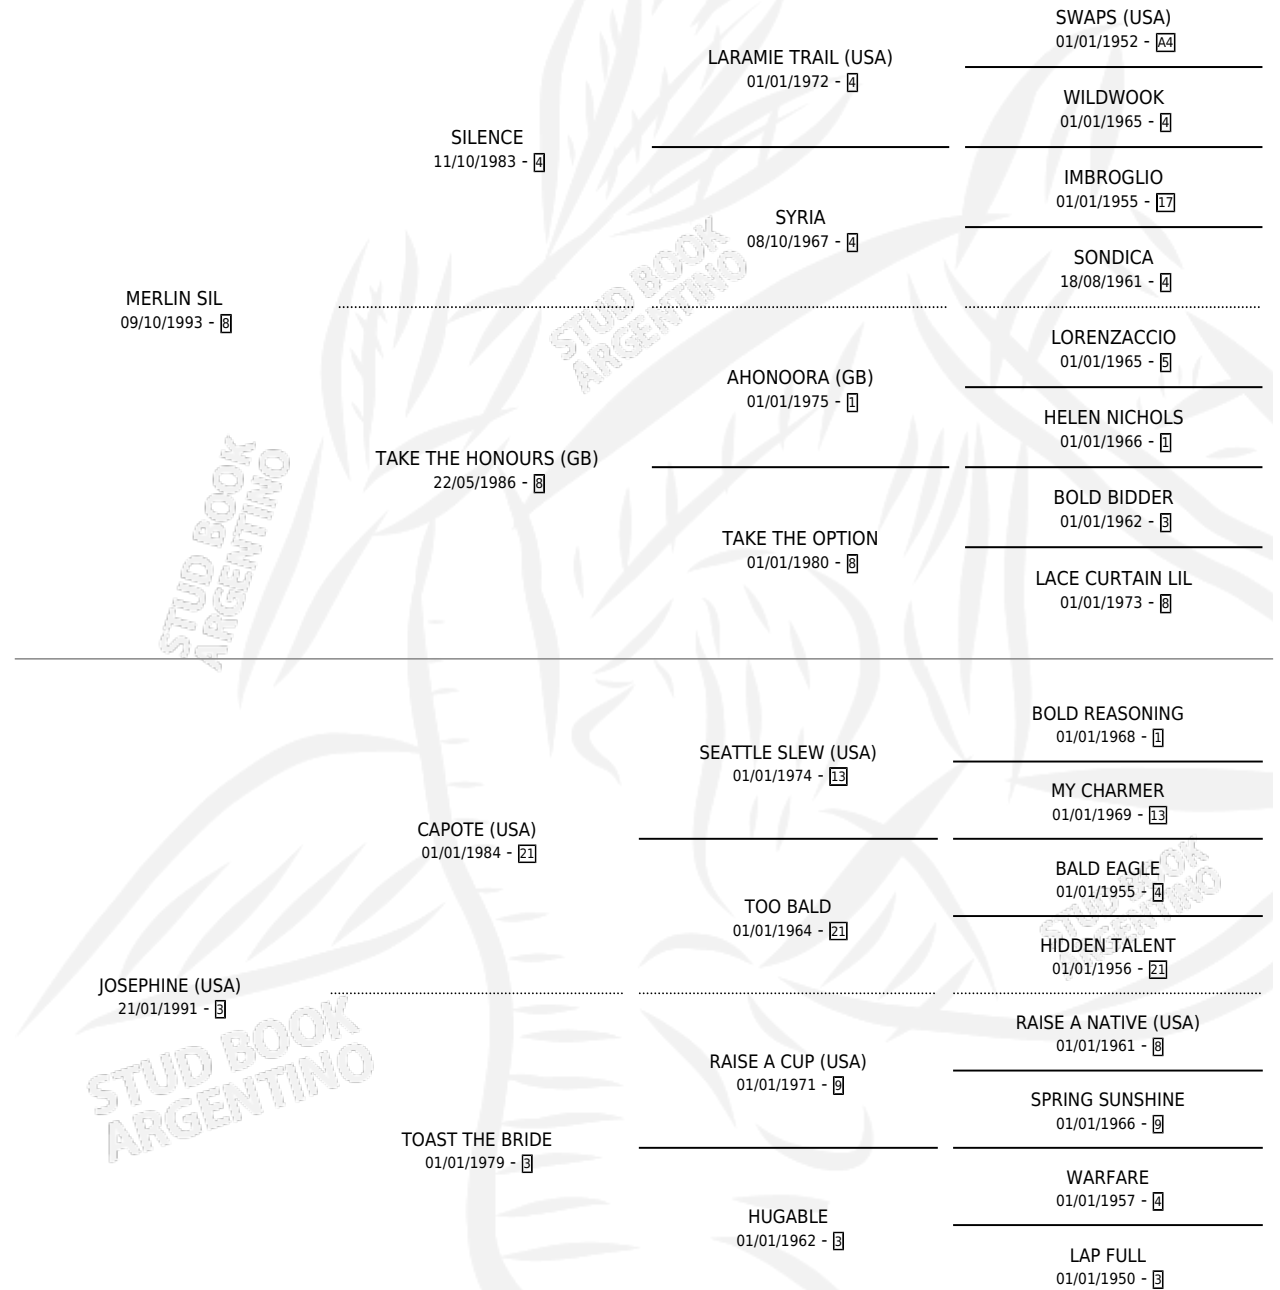 SWAPS (USA)
01/01/1952 - A4
LARAMIE TRAIL (USA)
01/01/1972 - 4
WILDWOOK
01/01/1965 - 4
SILENCE
11/10/1983 - 4
IMBROGLIO
01/01/1955 - 17
SYRIA
08/10/1967 - 4
SONDICA
18/08/1961 - 4
MERLIN SIL
09/10/1993 - 8
LORENZACCIO
01/01/1965 - 5
AHONOORA (GB)
01/01/1975 - 1
HELEN NICHOLS
01/01/1966 - 1
TAKE THE HONOURS (GB)
22/05/1986 - 8
BOLD BIDDER
01/01/1962 - 3
TAKE THE OPTION
01/01/1980 - 8
LACE CURTAIN LIL
01/01/1973 - 8
STUD BOOK
ARGENTINO
STUD BOOK
ARGENTINO
BOLD REASONING
01/01/1968 - 1
SEATTLE SLEW (USA)
01/01/1974 - 13
MY CHARMER
01/01/1969 - 13
CAPOTE (USA)
01/01/1984 - 21
BALD EAGLE
01/01/1955 - 4
TOO BALD
01/01/1964 - 21
HIDDEN TALENT
01/01/1956 - 21
STUD BOOK
ARGENTINO
JOSEPHINE (USA)
21/01/1991 - 3
RAISE A NATIVE (USA)
01/01/1961 - 8
RAISE A CUP (USA)
01/01/1971 - 9
SPRING SUNSHINE
01/01/1966 - 9
STUD BOOK
ARGENTINO
TOAST THE BRIDE
01/01/1979 - 3
WARFARE
01/01/1957 - 4
HUGABLE
01/01/1962 - 3
LAP FULL
01/01/1950 - 3